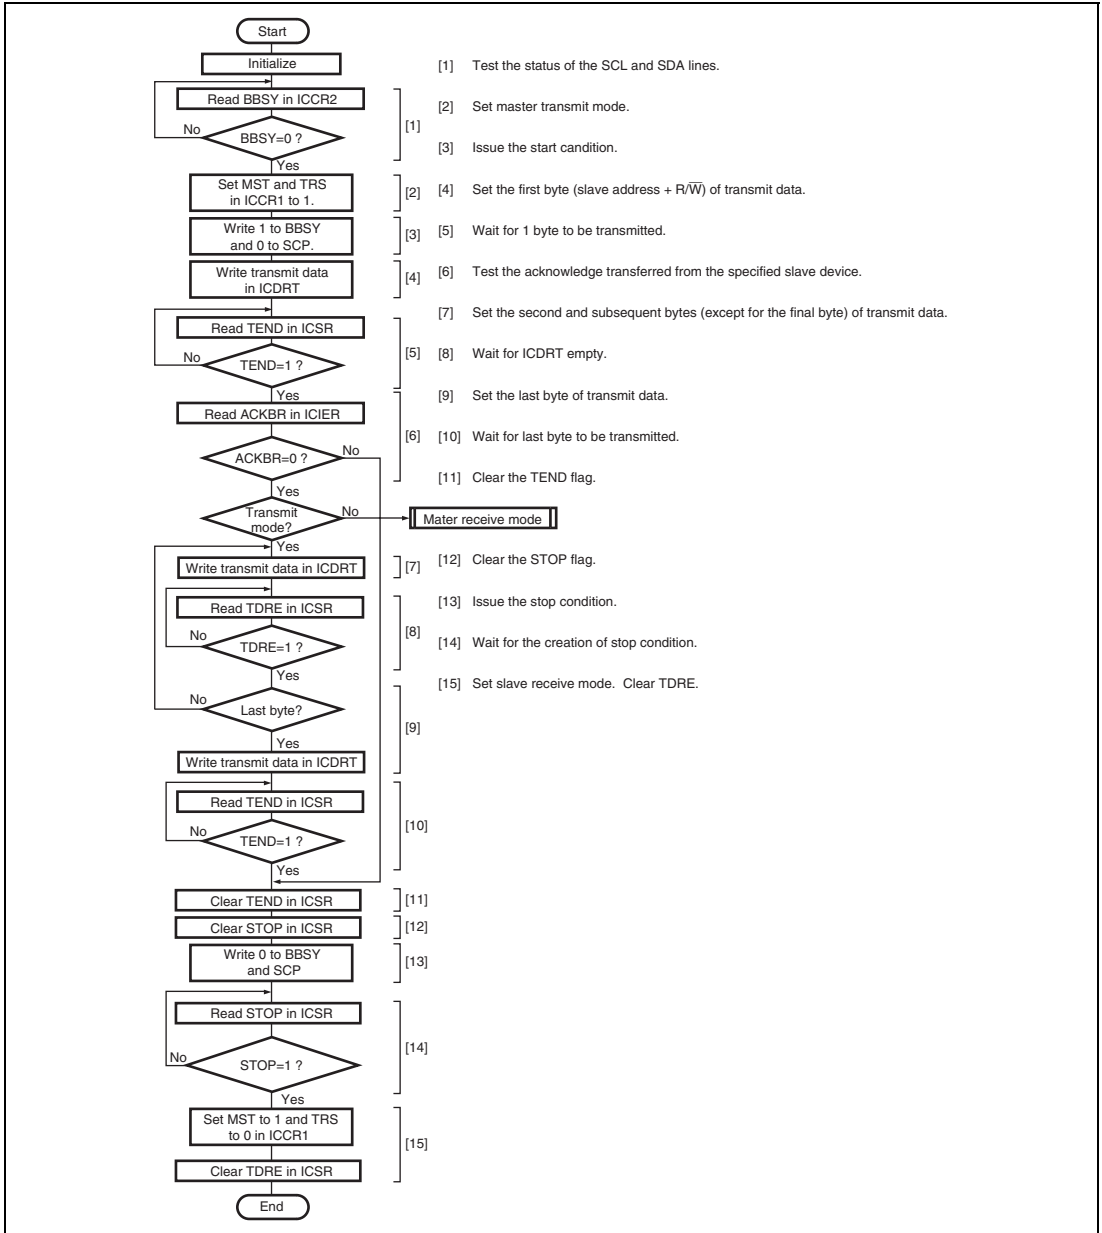 Start
Initialize
Read BBSY in ICCR2
BBSY=0 ?
No
Yes
[1]
Set MST and TRS
in ICCR1 to 1.
[2]
Write 1 to BBSY
and 0 to SCP.
[3]
Write transmit data
in ICDRT
[4]
Read TEND in ICSR
No
TEND=1 ?
Yes
[5]
Read ACKBR in ICIER
[6]
ACKBR=0 ?
No
Yes
Transmit
mode?
No
Mater receive mode
Yes
Write transmit data in ICDRT
[7]
Read TDRE in ICSR
No
TDRE=1 ?
Yes
[8]
No
Last byte?
Yes
[9]
Write transmit data in ICDRT
Read TEND in ICSR
No
TEND=1 ?
Yes
[10]
Clear TEND in ICSR
[11]
Clear STOP in ICSR
[12]
Write 0 to BBSY
and SCP
[13]
Read STOP in ICSR
No
STOP=1 ?
Yes
[14]
Set MST to 1 and TRS
to 0 in ICCR1
[15]
Clear TDRE in ICSR
End
[1] Test the status of the SCL and SDA lines.
[2] Set master transmit mode.
[3] Issue the start candition.
[4] Set the first byte (slave address + R/W̅) of transmit data.
[5] Wait for 1 byte to be transmitted.
[6] Test the acknowledge transferred from the specified slave device.
[7] Set the second and subsequent bytes (except for the final byte) of transmit data.
[8] Wait for ICDRT empty.
[9] Set the last byte of transmit data.
[10] Wait for last byte to be transmitted.
[11] Clear the TEND flag.
[12] Clear the STOP flag.
[13] Issue the stop condition.
[14] Wait for the creation of stop condition.
[15] Set slave receive mode. Clear TDRE.